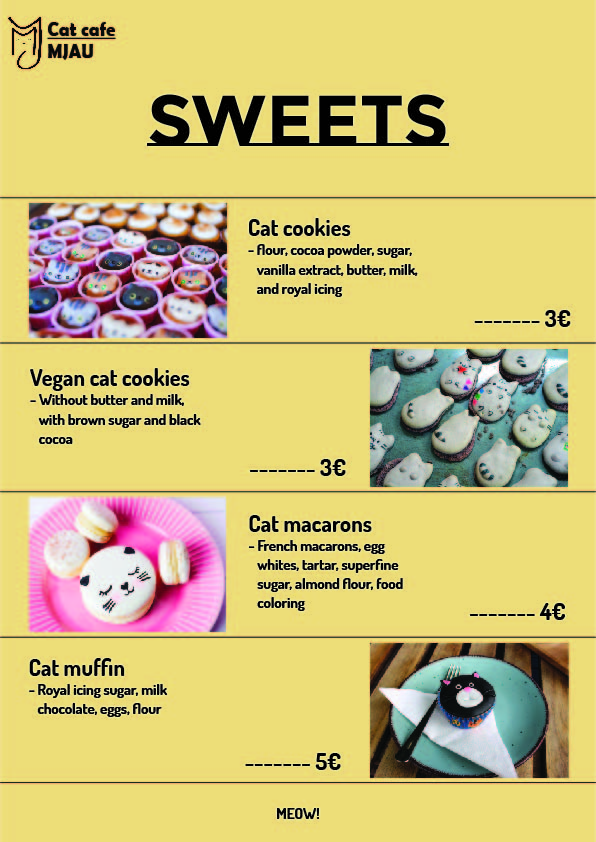 Cat cafe
MJAU
SWEETS
Cat cookies
- flour, cocoa powder, sugar,
vanilla extract, butter, milk,
and royal icing
------- 3€
Vegan cat cookies
- Without butter and milk,
with brown sugar and black
cocoa
------- 3€
Cat macarons
- French macarons, egg
whites, tartar, superfine
sugar, almond flour, food
coloring
------- 4€
Cat muffin
- Royal icing sugar, milk
chocolate, eggs, flour
------- 5€
MEOW!